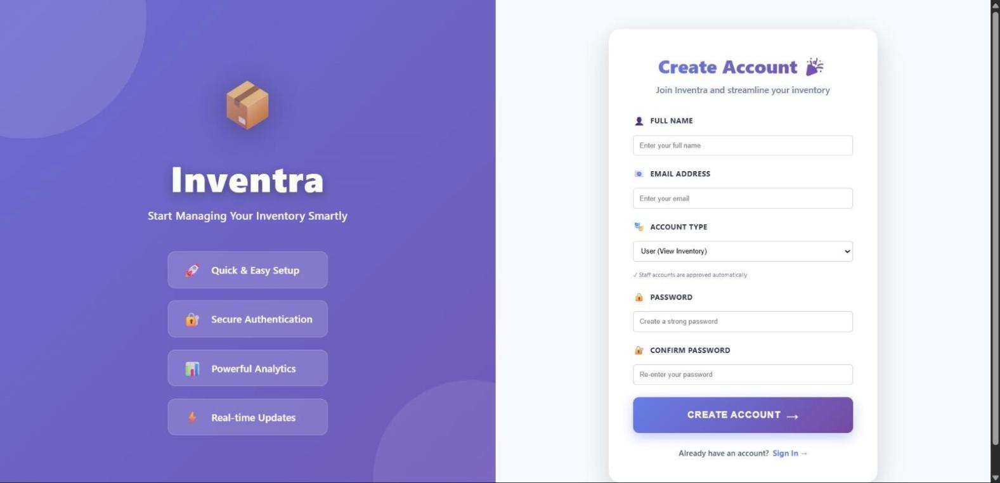 Inventra
Start Managing Your Inventory Smartly
Quick & Easy Setup
Secure Authentication
Powerful Analytics
Real-time Updates
Create Account
Join Inventra and streamline your inventory
FULL NAME
Enter your full name
EMAIL ADDRESS
Enter your email
ACCOUNT TYPE
User (View Inventory)
✓ Staff accounts are approved automatically
PASSWORD
Create a strong password
CONFIRM PASSWORD
Re-enter your password
CREATE ACCOUNT →
Already have an account? Sign In →